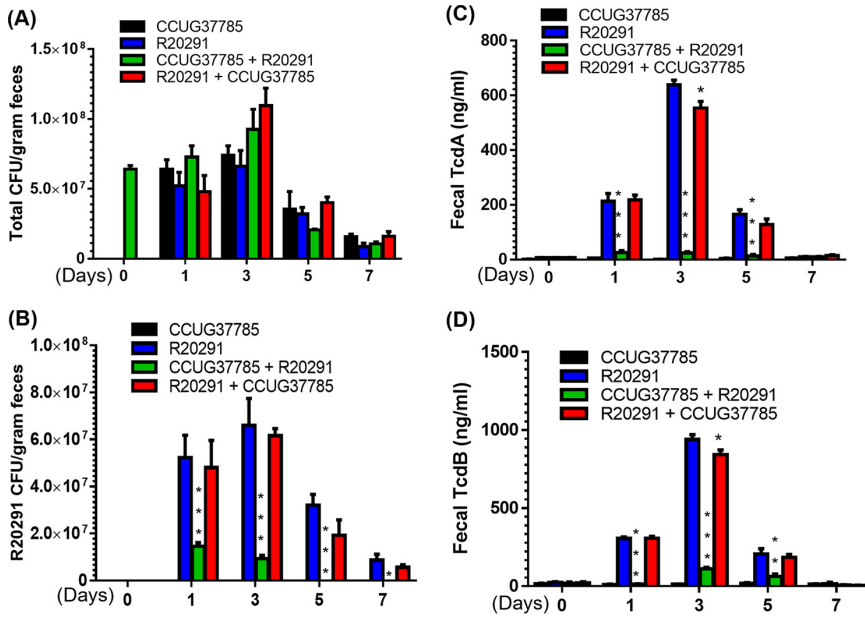 (A)
CCUG37785
R20291
CCUG37785 + R20291
R20291 + CCUG37785
Total CFU/gram feces
1.5×10⁸
1.0×10⁸
5.0×10⁷
0
(Days) 0 1 3 5 7
(B)
CCUG37785
R20291
CCUG37785 + R20291
R20291 + CCUG37785
R20291 CFU/gram feces
1.0×10⁸
8.0×10⁷
6.0×10⁷
4.0×10⁷
2.0×10⁷
0
* * *
* * *
* * *
*
(Days) 0 1 3 5 7
(C)
CCUG37785
R20291
CCUG37785 + R20291
R20291 + CCUG37785
Fecal TcdA (ng/ml)
800
600
400
200
0
* * *
* * *
*
* * *
(Days) 0 1 3 5 7
(D)
CCUG37785
R20291
CCUG37785 + R20291
R20291 + CCUG37785
Fecal TcdB (ng/ml)
1500
1000
500
0
* * *
* * *
*
* *
(Days) 0 1 3 5 7